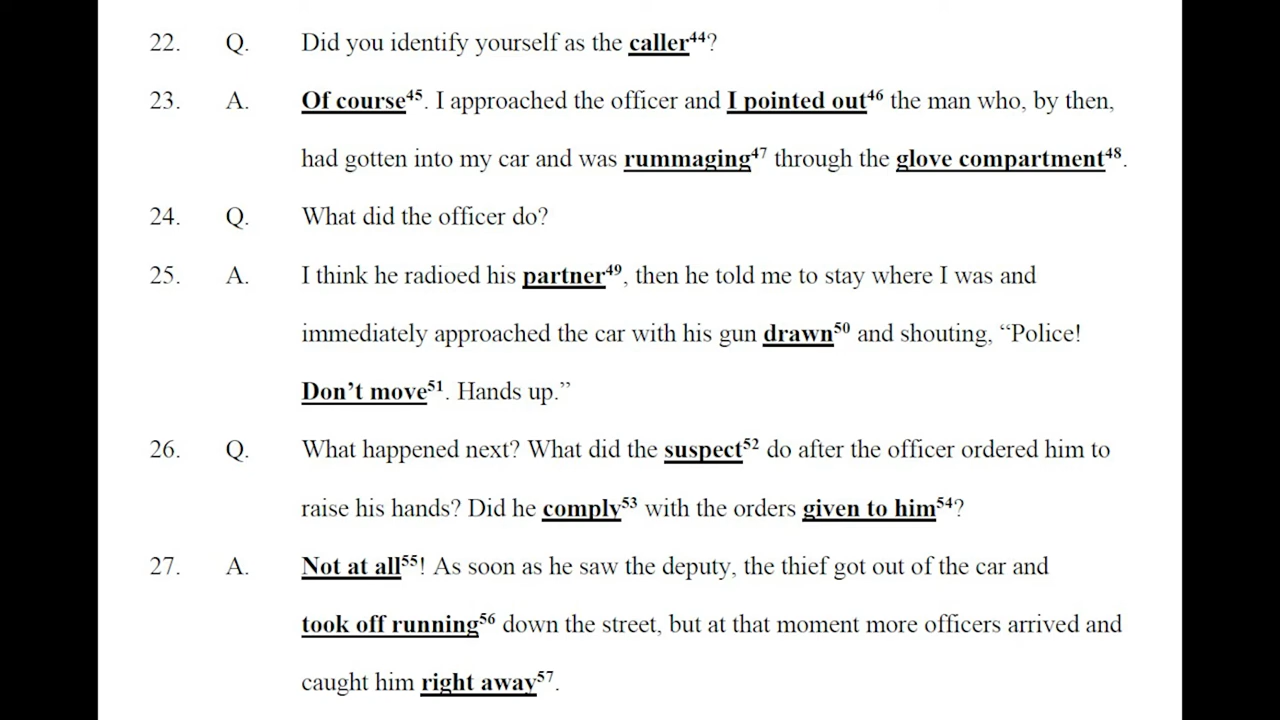 22. Q. Did you identify yourself as the caller44?
23. A. Of course45. I approached the officer and I pointed out46 the man who, by then,
had gotten into my car and was rummaging47 through the glove compartment48.
24. Q. What did the officer do?
25. A. I think he radioed his partner49, then he told me to stay where I was and
immediately approached the car with his gun drawn50 and shouting, “Police!
Don’t move51. Hands up.”
26. Q. What happened next? What did the suspect52 do after the officer ordered him to
raise his hands? Did he comply53 with the orders given to him54?
27. A. Not at all55! As soon as he saw the deputy, the thief got out of the car and
took off running56 down the street, but at that moment more officers arrived and
caught him right away57.